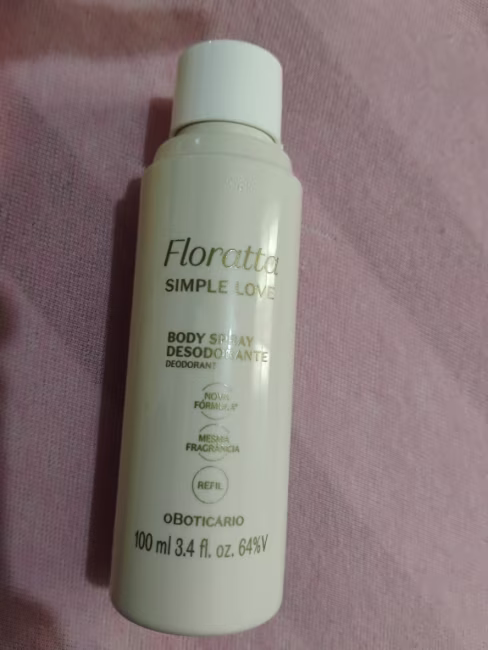 Floratta
SIMPLE LOVE
BODY SPRAY
DESODORANTE
DEODORANT
NOVA
FÓRMULA*
MESMA
FRAGRÂNCIA
REFIL
OBOTICÁRIO
100 ml 3.4 fl. oz. 64%V